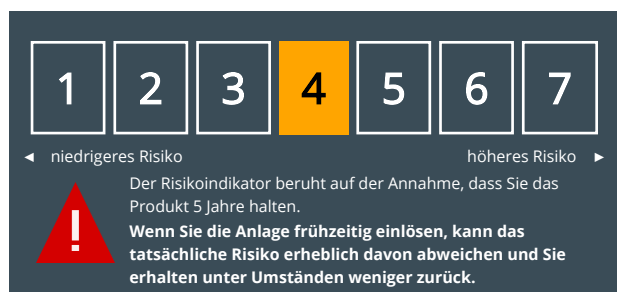 1 2 3 4 5 6 7
◄ niedrigeres Risiko höheres Risiko ►
Der Risikoindikator beruht auf der Annahme, dass Sie das
Produkt 5 Jahre halten.
Wenn Sie die Anlage frühzeitig einlösen, kann das
tatsächliche Risiko erheblich davon abweichen und Sie
erhalten unter Umständen weniger zurück.
!